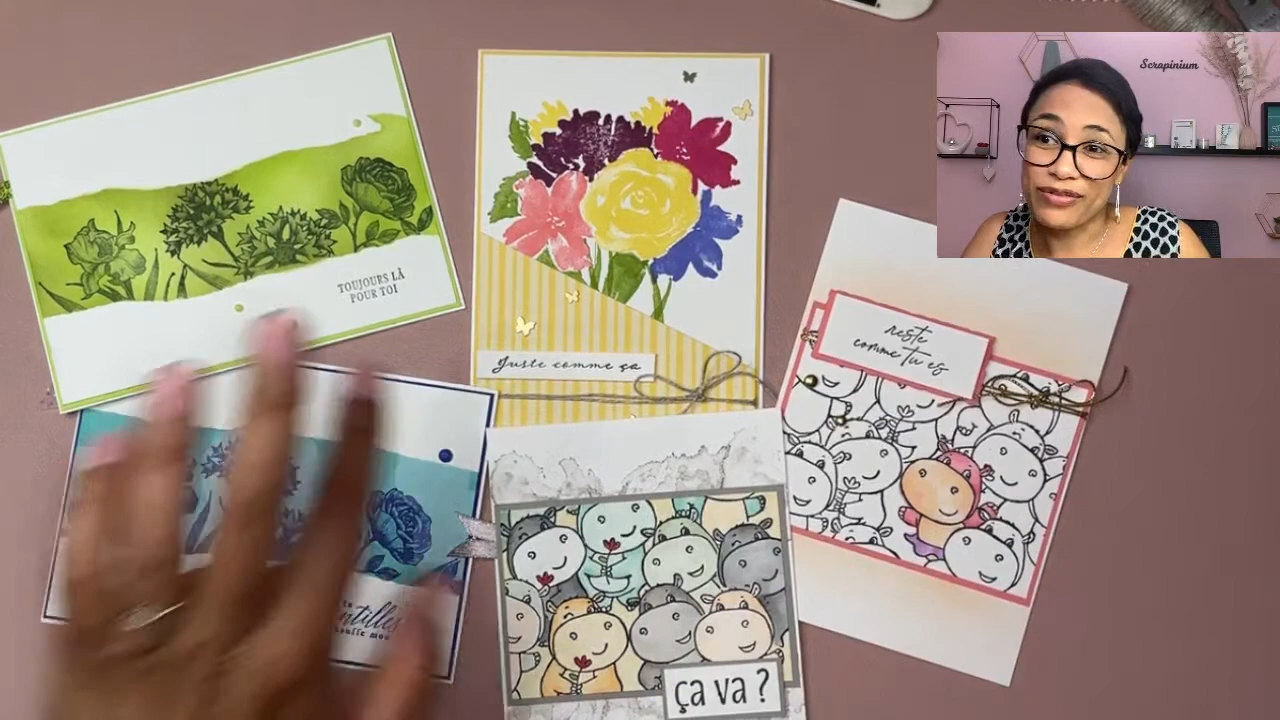 Scrapinium
TOUJOURS LÀ
POUR TOI
Juste comme ça
reste
comme tu es
ça va ?